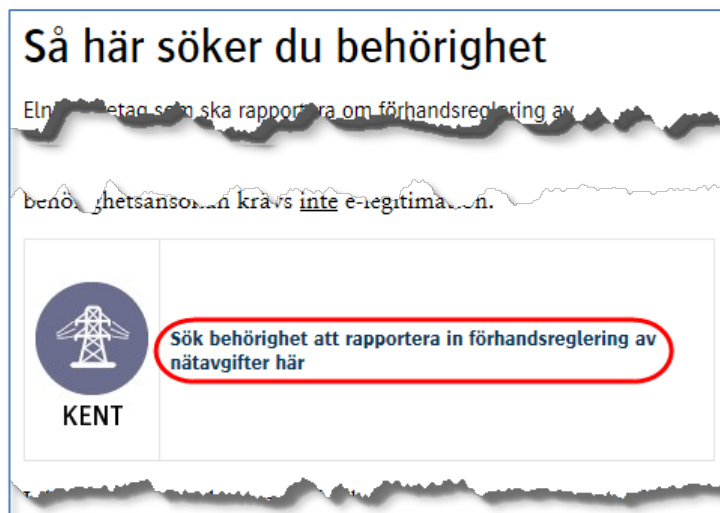 Så här söker du behörighet
som ska rapportera om förhandsreglering av
krävs inte e-legitimation.
Sök behörighet att rapportera in förhandsreglering av
nätavgifter här
KENT